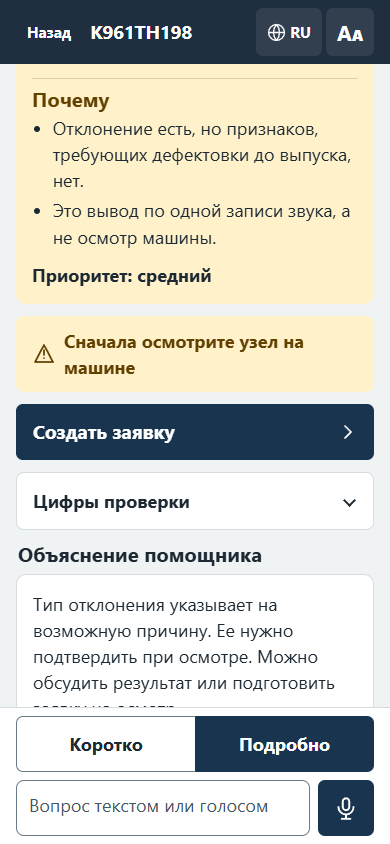 Назад K961TH198 RU AA
Почему
• Отклонение есть, но признаков,
требующих дефектовки до выпуска,
нет.
• Это вывод по одной записи звука, а
не осмотр машины.
Приоритет: средний
Сначала осмотрите узел на
машине
Создать заявку
Цифры проверки
Объяснение помощника
Тип отклонения указывает на
возможную причину. Ее нужно
подтвердить при осмотре. Можно
обсудить результат или подготовить
Коротко Подробно
Вопрос текстом или голосом